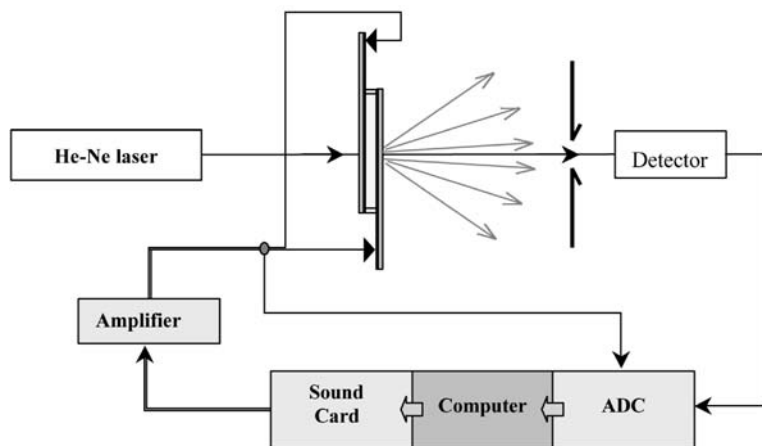 He-Ne laser
Detector
Amplifier
Sound
Card
Computer
ADC